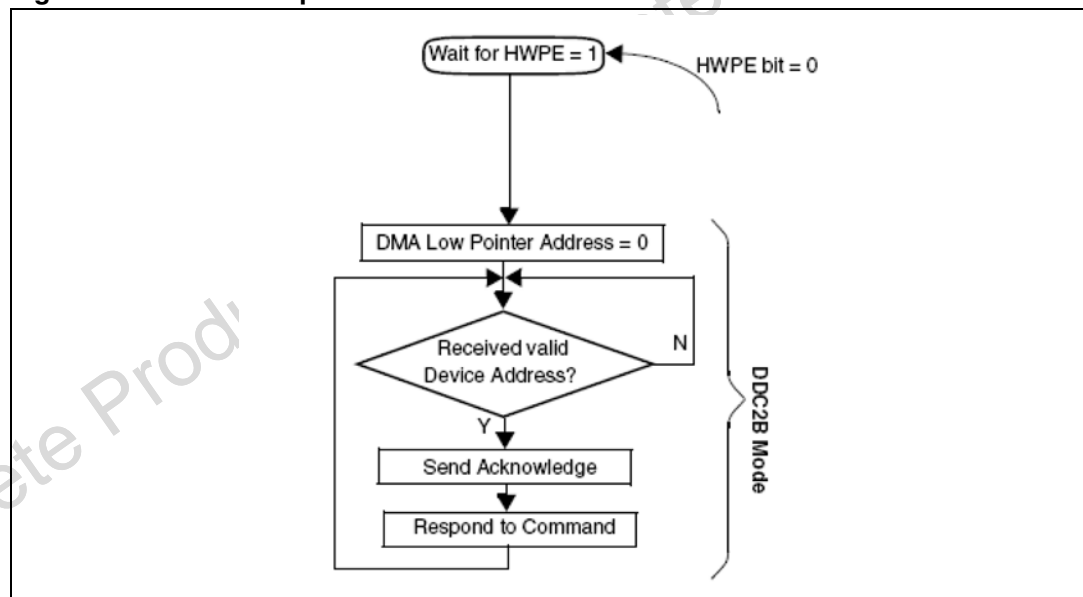 Wait for HWPE = 1
HWPE bit = 0
DMA Low Pointer Address = 0
Received valid
Device Address?
N
Y
Send Acknowledge
Respond to Command
DDC2B Mode